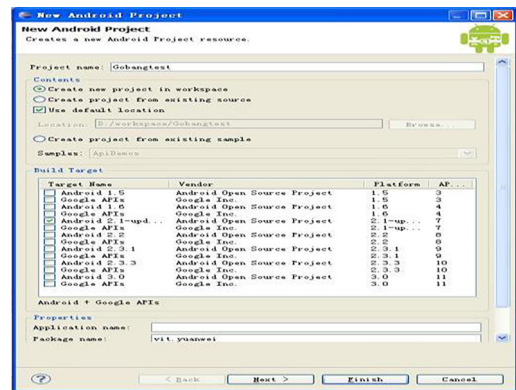 New Android Project
New Android Project
Creates a new Android Project resource.
Project name: Gobangtest
Contents
Create new project in workspace
Create project from existing source
Use default location
Location: D:/workspace/Gobangtest Browse...
Create project from existing sample
Samples: ApiDemos
Build Target
Target Name Vendor Platform AP...
Android 1.5 Android Open Source Project 1.5 3
Google APIs Google Inc. 1.5 3
Android 1.6 Android Open Source Project 1.6 4
Google APIs Google Inc. 1.6 4
Android 2.1-upd... Android Open Source Project 2.1-up... 7
Google APIs Google Inc. 2.1-up... 7
Android 2.2 Android Open Source Project 2.2 8
Google APIs Google Inc. 2.2 8
Android 2.3.1 Android Open Source Project 2.3.1 9
Google APIs Google Inc. 2.3.1 9
Android 2.3.3 Android Open Source Project 2.3.3 10
Google APIs Google Inc. 2.3.3 10
Android 3.0 Android Open Source Project 3.0 11
Google APIs Google Inc. 3.0 11
Android + Google APIs
Properties
Application name:
Package name: vit.yuanwei
? < Back Next > Finish Cancel